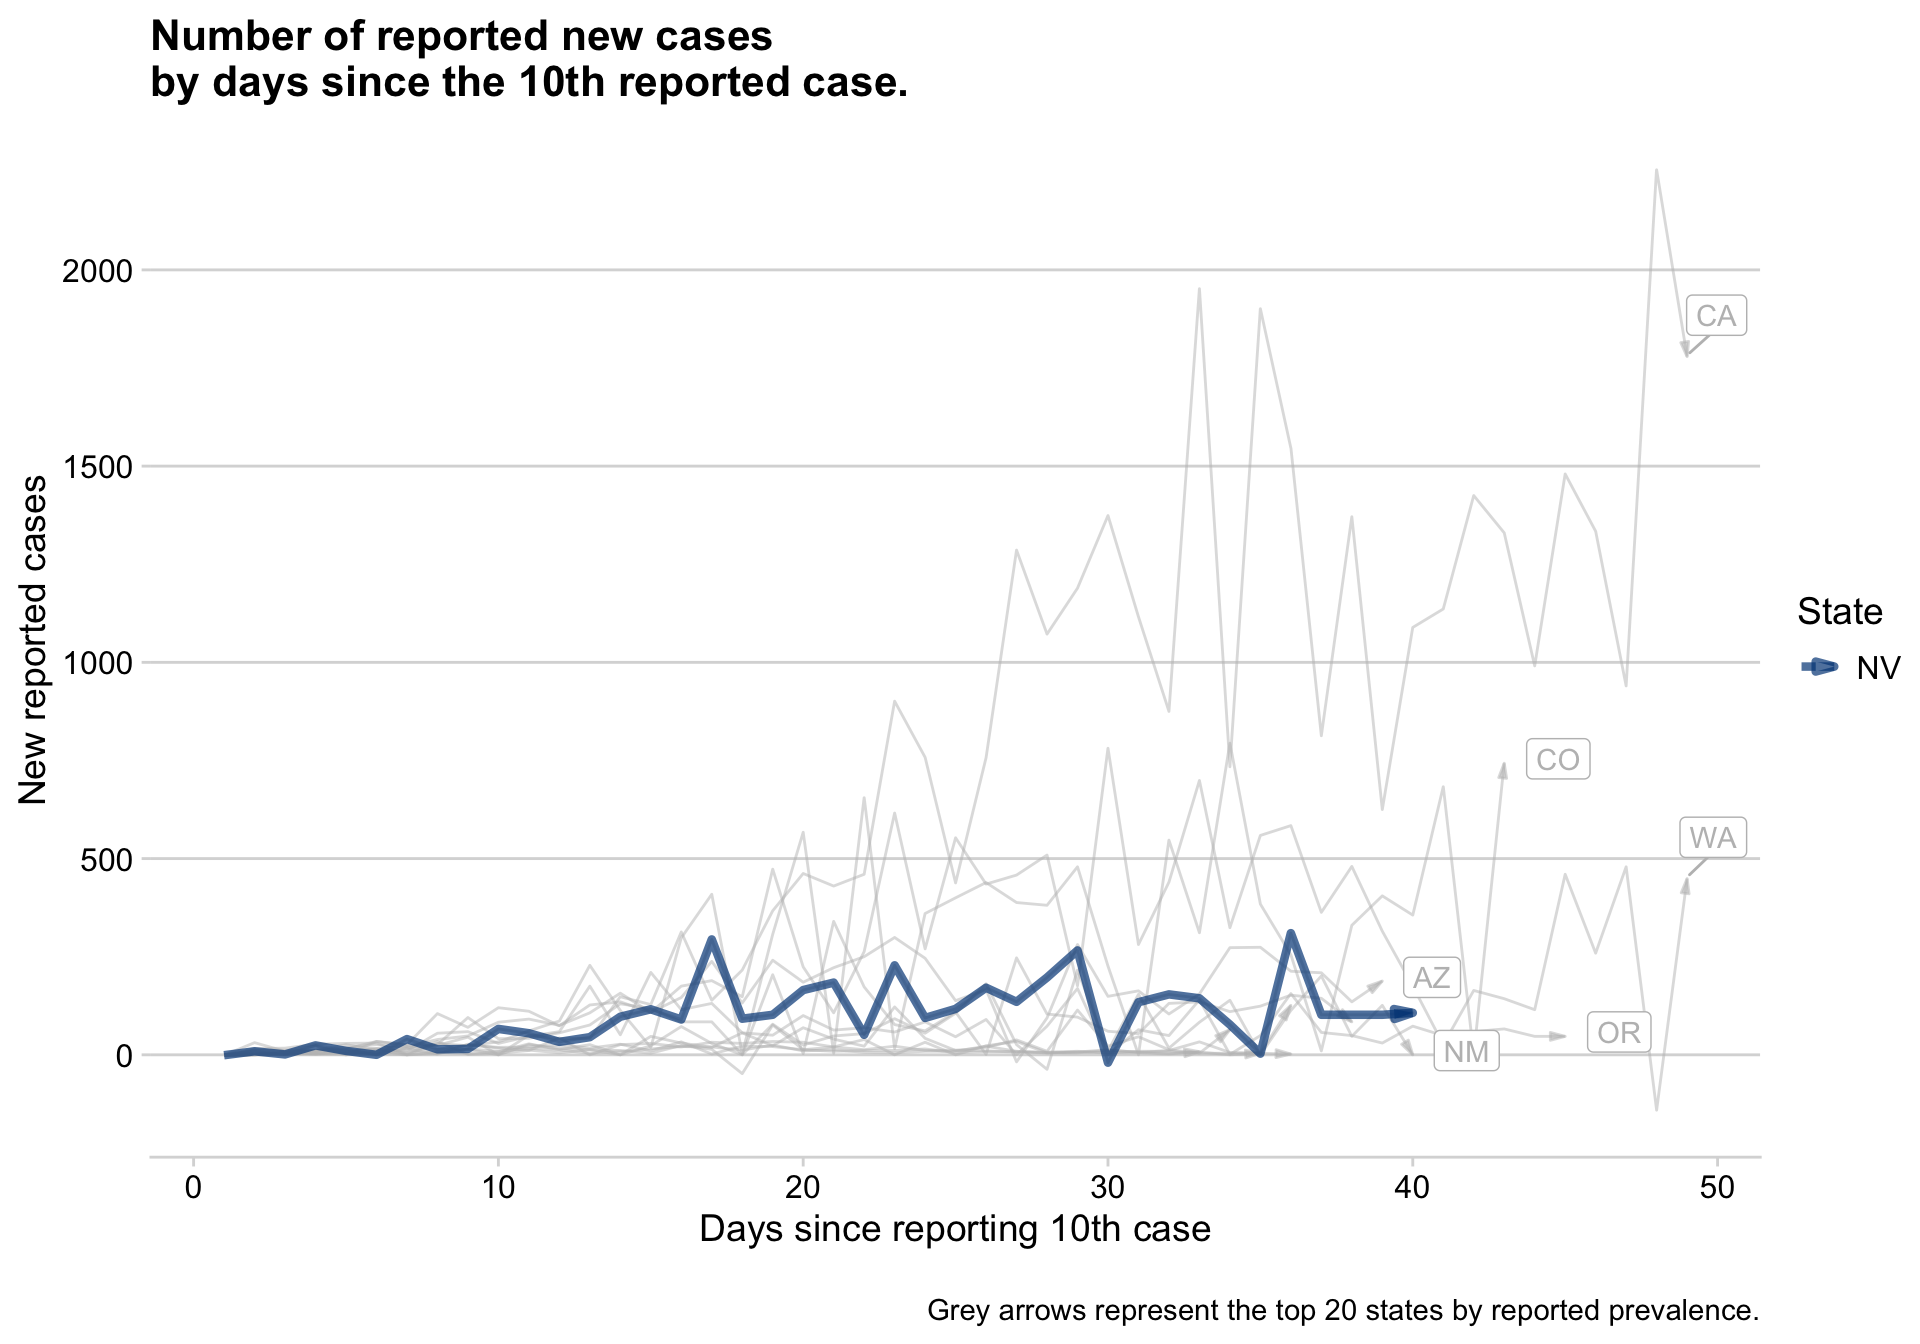 Number of reported new cases
by days since the 10th reported case.
New reported cases
2000
1500
1000
500
0
CA
CO
WA
AZ
OR
NM
State
NV
0 10 20 30 40 50
Days since reporting 10th case
Grey arrows represent the top 20 states by reported prevalence.